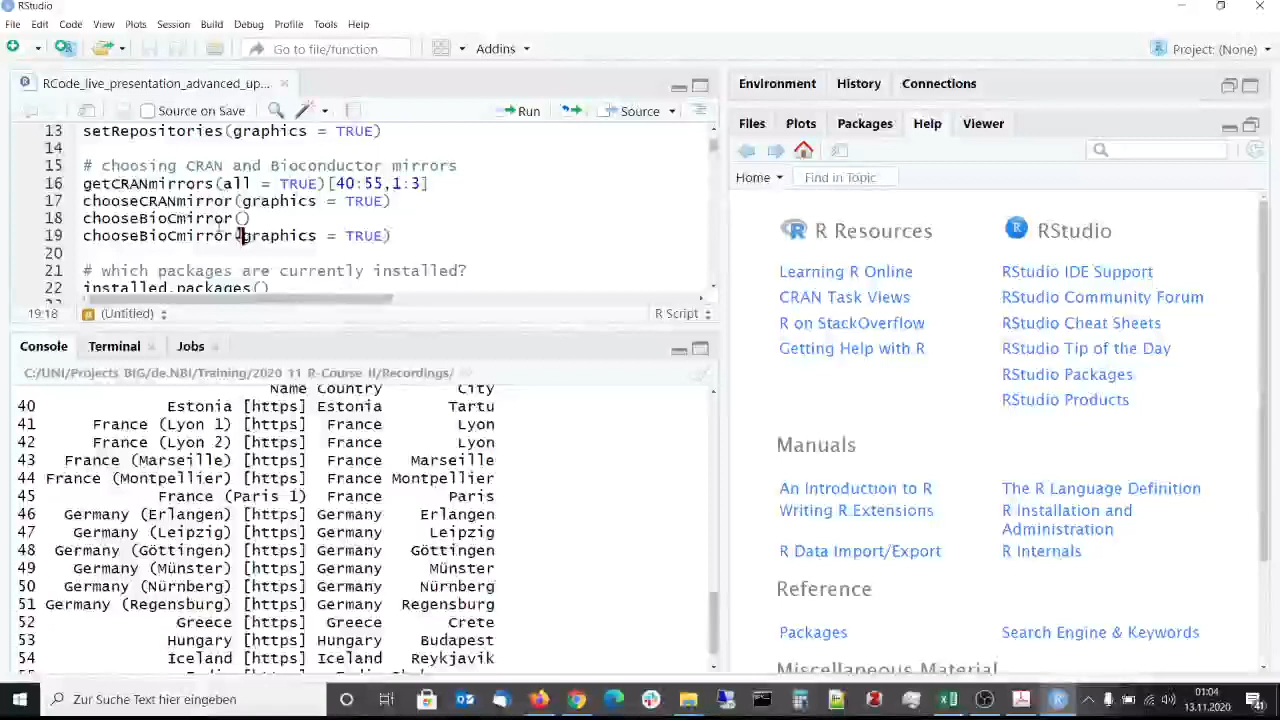 RStudio
File Edit Code View Plots Session Build Debug Profile Tools Help
Go to file/function
Addins
Project: (None)
RCode_live_presentation_advanced_up...
Source on Save
Run
Source
13 setRepositories(graphics = TRUE)
14
15 # choosing CRAN and Bioconductor mirrors
16 getCRANmirrors(all = TRUE)[40:55,1:3]
17 chooseCRANmirror(graphics = TRUE)
18 chooseBioCmirror()
19 chooseBioCmirror(graphics = TRUE)
20
21 # which packages are currently installed?
22 installed.packages()
19:18
(Untitled)
R Script
Console Terminal Jobs
C:/UNI/Projects BIG/de.NBI/Training/2020 11 R-Course II/Recordings/
Name Country City
40 Estonia [https] Estonia Tartu
41 France (Lyon 1) [https] France Lyon
42 France (Lyon 2) [https] France Lyon
43 France (Marseille) [https] France Marseille
44 France (Montpellier) [https] France Montpellier
45 France (Paris 1) [https] France Paris
46 Germany (Erlangen) [https] Germany Erlangen
47 Germany (Leipzig) [https] Germany Leipzig
48 Germany (Göttingen) [https] Germany Göttingen
49 Germany (Münster) [https] Germany Münster
50 Germany (Nürnberg) [https] Germany Nürnberg
51 Germany (Regensburg) [https] Germany Regensburg
52 Greece [https] Greece Crete
53 Hungary [https] Hungary Budapest
54 Iceland [https] Iceland Reykjavik
Environment History Connections
Files Plots Packages Help Viewer
Home
Find in Topic
R Resources
Learning R Online
CRAN Task Views
R on StackOverflow
Getting Help with R
RStudio
RStudio IDE Support
RStudio Community Forum
RStudio Cheat Sheets
RStudio Tip of the Day
RStudio Packages
RStudio Products
Manuals
An Introduction to R
Writing R Extensions
R Data Import/Export
The R Language Definition
R Installation and
Administration
R Internals
Reference
Packages
Search Engine & Keywords
Miscellaneous Material
Zur Suche Text hier eingeben
01:04
13.11.2020
41